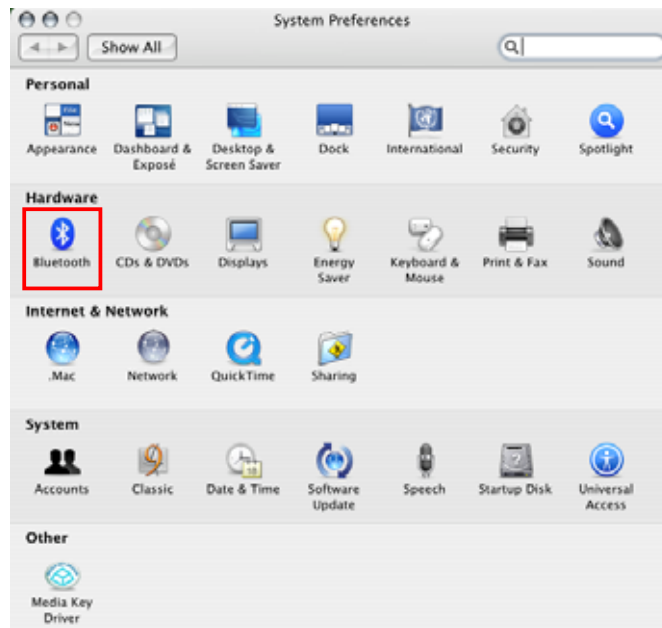 System Preferences
Show All
Personal
Appearance
Dashboard & Exposé
Desktop & Screen Saver
Dock
International
Security
Spotlight
Hardware
Bluetooth
CDs & DVDs
Displays
Energy Saver
Keyboard & Mouse
Print & Fax
Sound
Internet & Network
.Mac
Network
QuickTime
Sharing
System
Accounts
Classic
Date & Time
Software Update
Speech
Startup Disk
Universal Access
Other
Media Key Driver